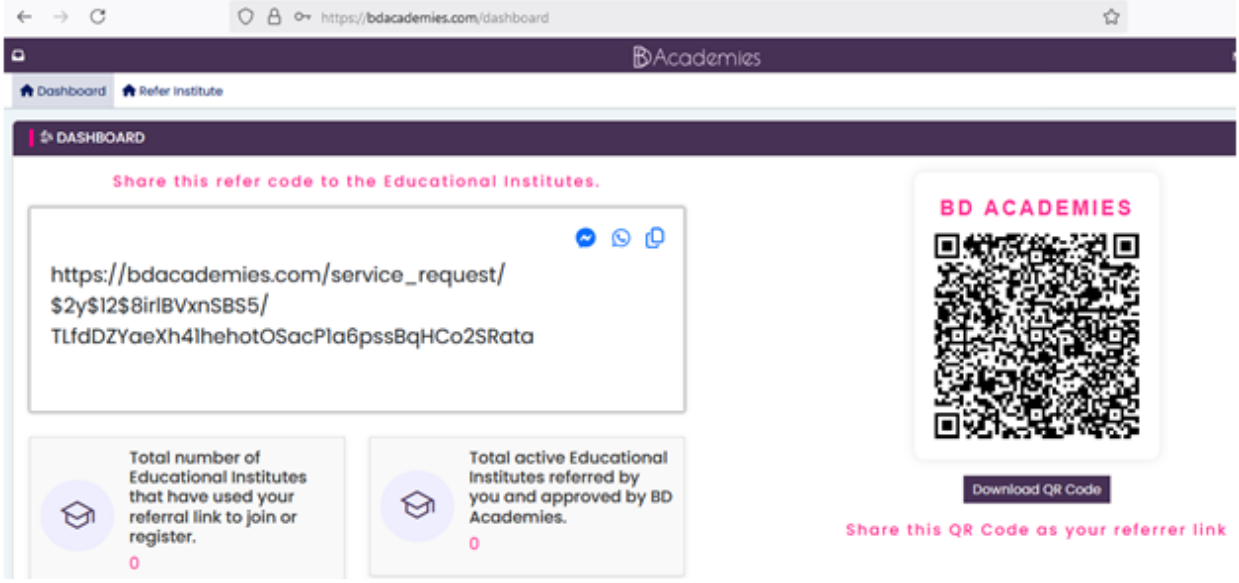 https://bdacademies.com/dashboard
BDAcademies
Dashboard Refer Institute
DASHBOARD
Share this refer code to the Educational Institutes.
https://bdacademies.com/service_request/
$2y$12$8irlBVxnSBS5/
TLfdDZYaeXh41hehotOSacP1a6pssBqHCo2SRata
Total number of
Educational Institutes
that have used your
referral link to join or
register.
0
Total active Educational
Institutes referred by
you and approved by BD
Academies.
0
BD ACADEMIES
Download QR Code
Share this QR Code as your referrer link